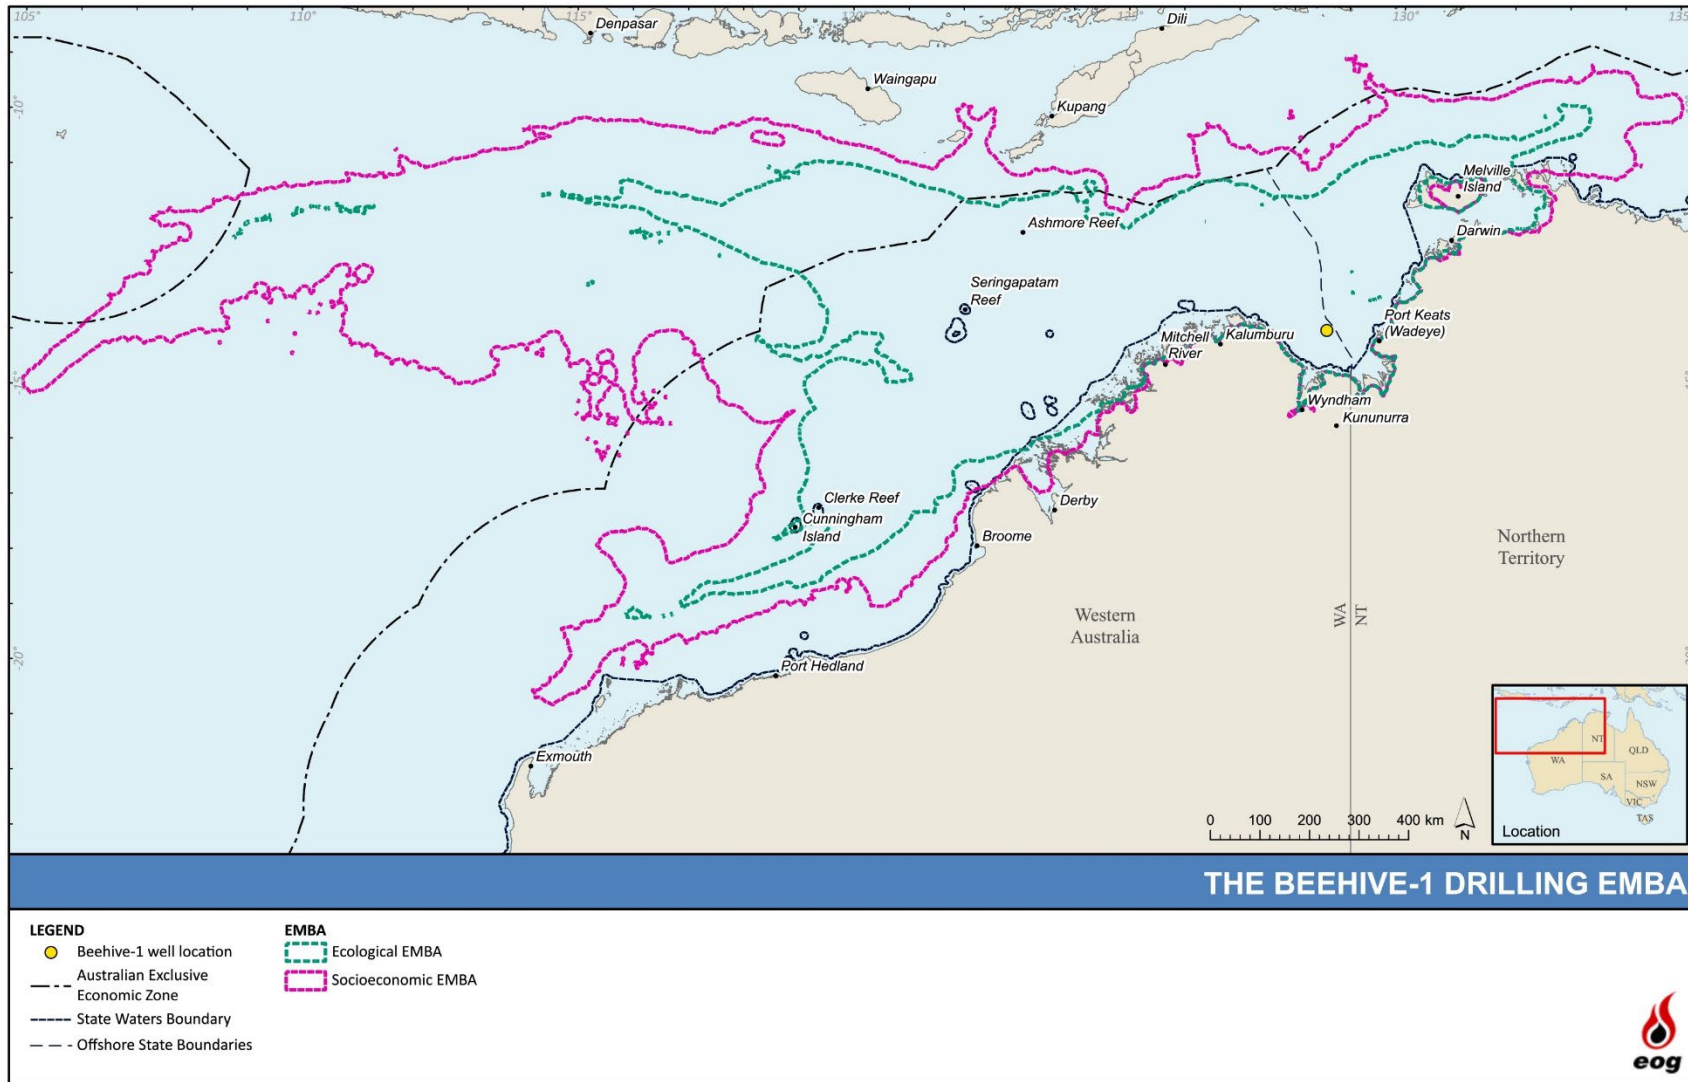 105°
110°
115°
120°
125°
130°
135
Denpasar
Dili
Waingapu
-10°
Kupang
Melville
Island
Ashmore Reef
Darwin
Seringapatam
Reef
Port Keats
(Wadeye)
Mitchell
River
Kalumburu
-15°
Wyndham
Kununurra
Clerke Reef
Derby
Cunningham
Island
Broome
Northern
Territory
WA
NT
Western
Australia
-20°
Port Hedland
Exmouth
0 100 200 300 400 km
N
NT
QLD
WA
SA
NSW
VIC
TAS
Location
THE BEEHIVE-1 DRILLING EMBA
LEGEND
Beehive-1 well location
Australian Exclusive
Economic Zone
State Waters Boundary
Offshore State Boundaries
EMBA
Ecological EMBA
Socioeconomic EMBA
eog